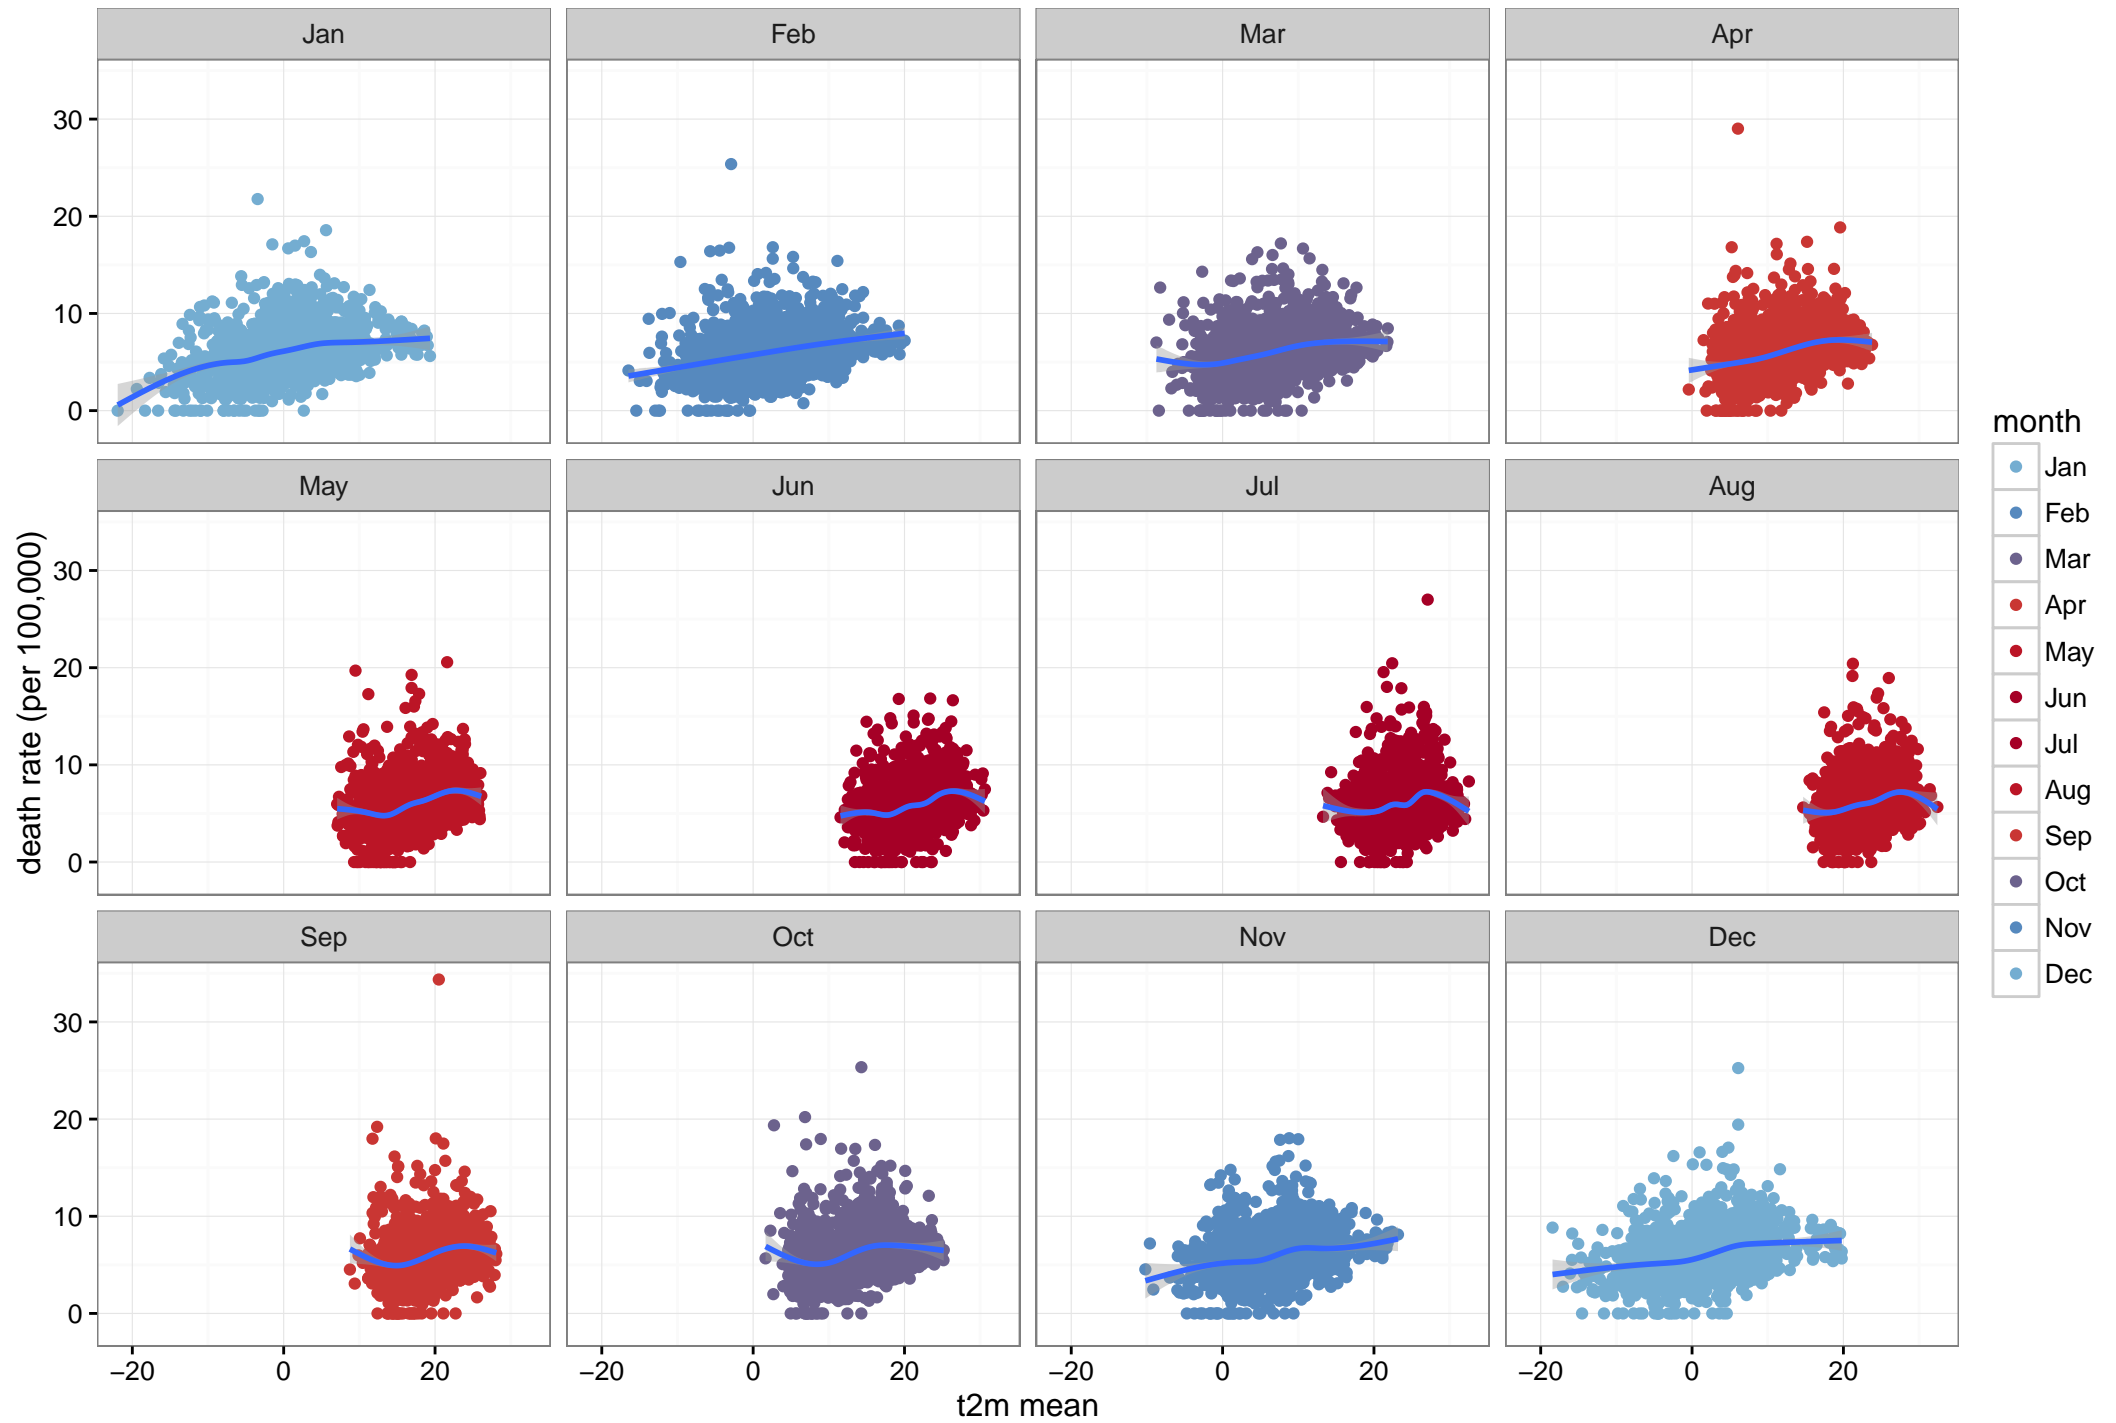 Jan Feb Mar Apr
30
20
10
0
May Jun Jul Aug
30
20
10
0
Sep Oct Nov Dec
30
20
10
0
−20 0 20 −20 0 20 −20 0 20 −20 0 20
t2m mean
death rate (per 100,000)
month
Jan
Feb
Mar
Apr
May
Jun
Jul
Aug
Sep
Oct
Nov
Dec